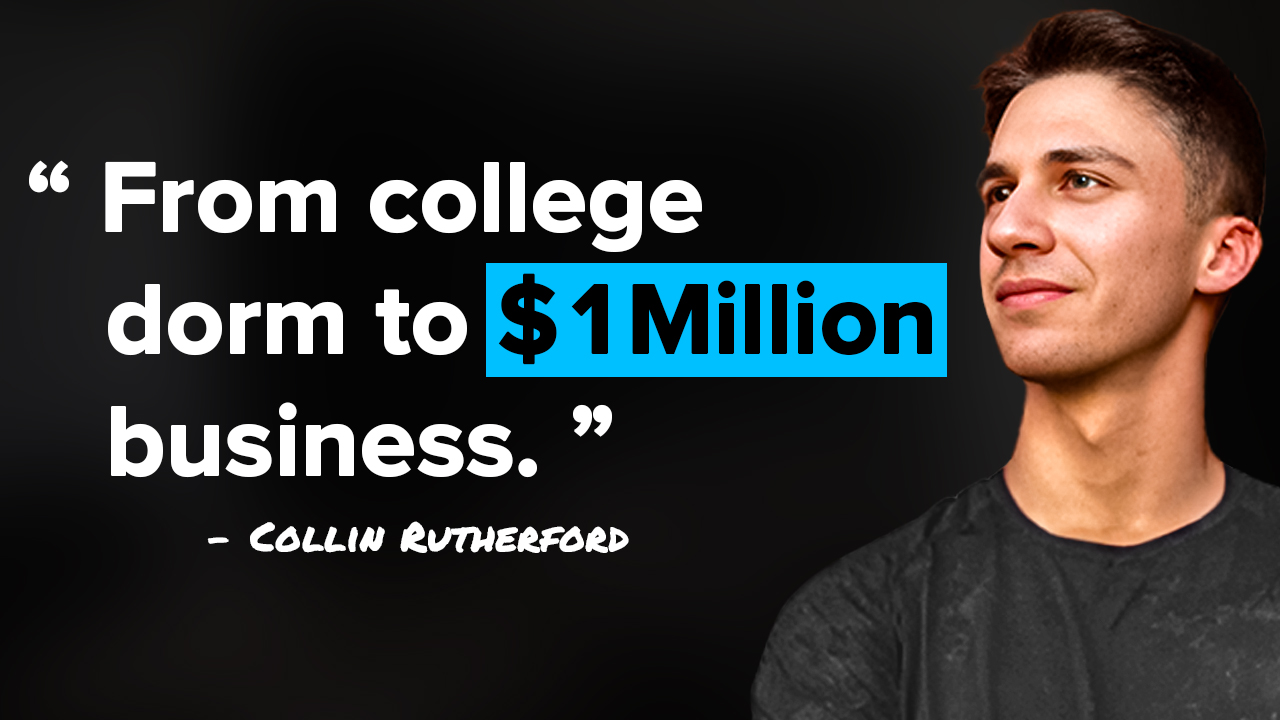 “ From college
dorm to $1Million
business. ”
- Collin Rutherford